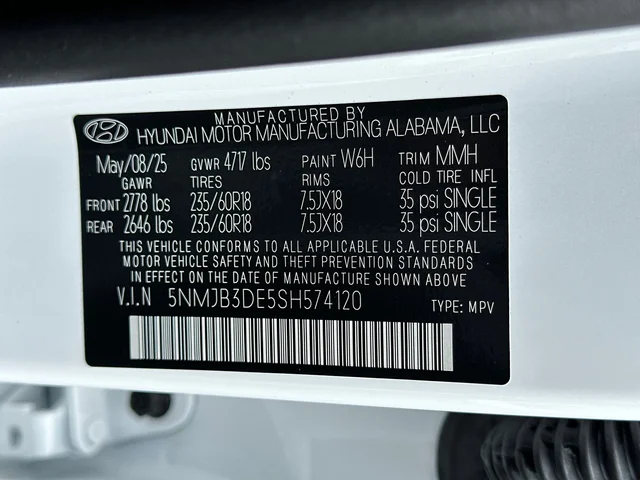 MANUFACTURED BY
HYUNDAI MOTOR MANUFACTURING ALABAMA, LLC
May/08/25 GVWR 4717 lbs PAINT W6H TRIM MMH
GAWR TIRES RIMS COLD TIRE INFL
FRONT 2778 lbs 235/60R18 7.5JX18 35 psi SINGLE
REAR 2646 lbs 235/60R18 7.5JX18 35 psi SINGLE
THIS VEHICLE CONFORMS TO ALL APPLICABLE U.S.A. FEDERAL
MOTOR VEHICLE SAFETY AND THEFT PREVENTION STANDARDS
IN EFFECT ON THE DATE OF MANUFACTURE SHOWN ABOVE
V.I.N 5NMJB3DE5SH574120 TYPE: MPV